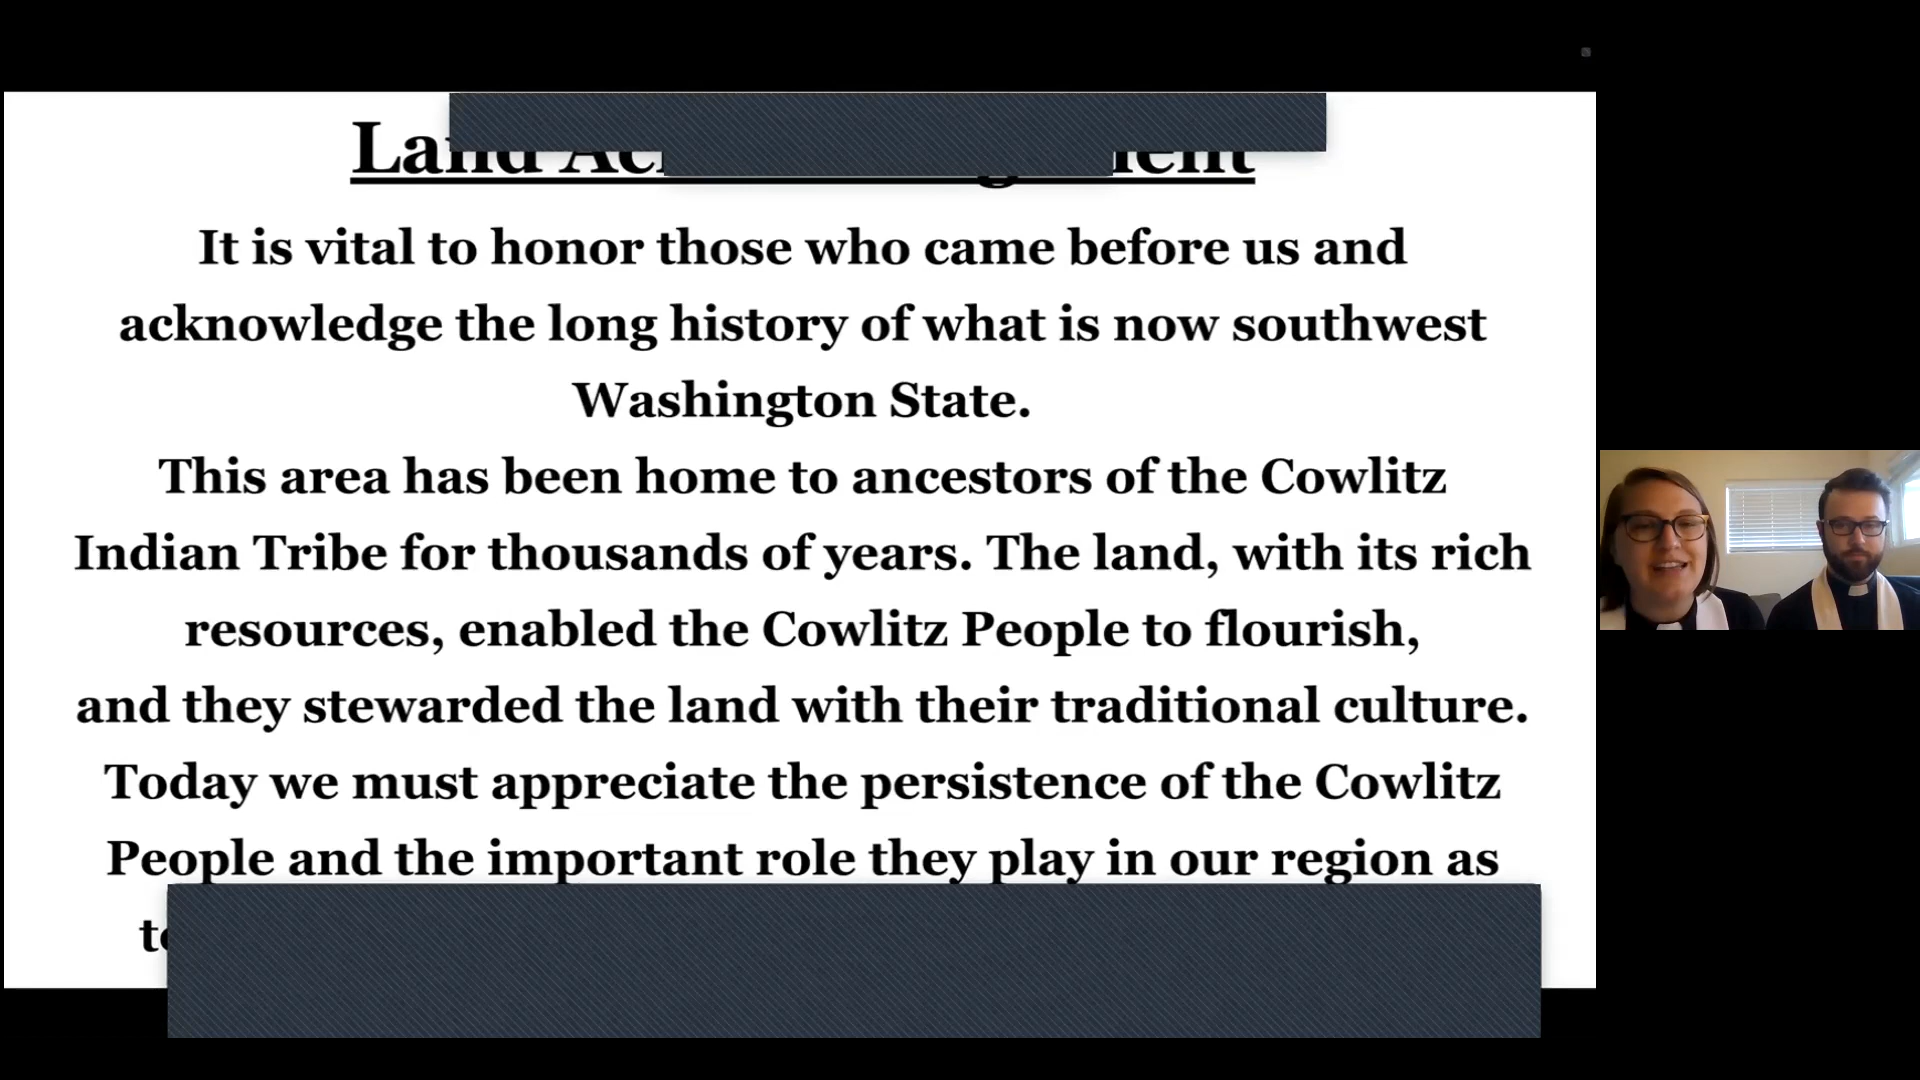 Land
It is vital to honor those who came before us and
acknowledge the long history of what is now southwest
Washington State.
This area has been home to ancestors of the Cowlitz
Indian Tribe for thousands of years. The land, with its rich
resources, enabled the Cowlitz People to flourish,
and they stewarded the land with their traditional culture.
Today we must appreciate the persistence of the Cowlitz
People and the important role they play in our region as